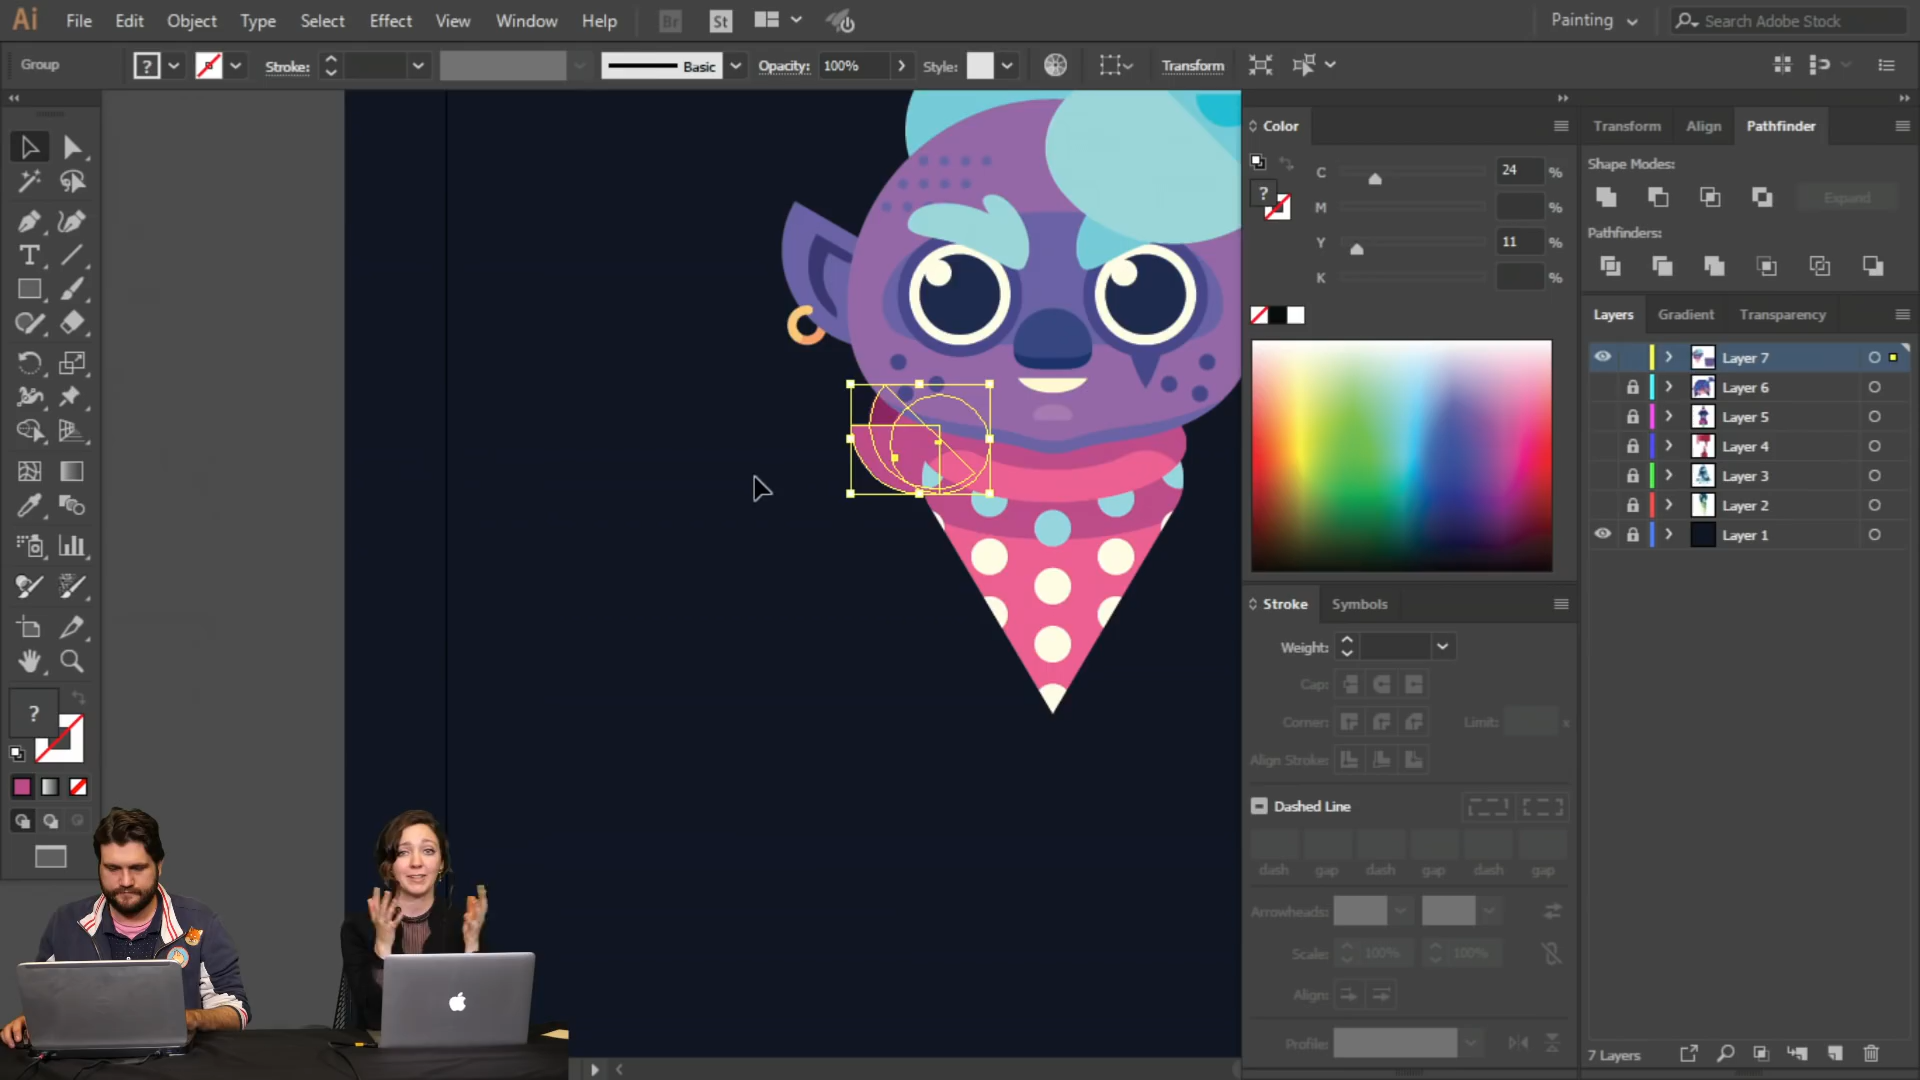 Ai File Edit Object Type Select Effect View Window Help Br St Painting Search Adobe Stock
Group ? Stroke: Basic Opacity: 100% Style: Transform
Color
C 24 %
M %
Y 11 %
K %
?
Transform Align Pathfinder
Shape Modes:
Expand
Pathfinders:
Layers Gradient Transparency
Layer 7
Layer 6
Layer 5
Layer 4
Layer 3
Layer 2
Layer 1
7 Layers
Stroke Symbols
Weight:
Cap:
Corner: Limit: x
Align Stroke:
Dashed Line
dash gap dash gap dash gap
Arrowheads:
Scale: 100% 100%
Align:
Profile:
T
?